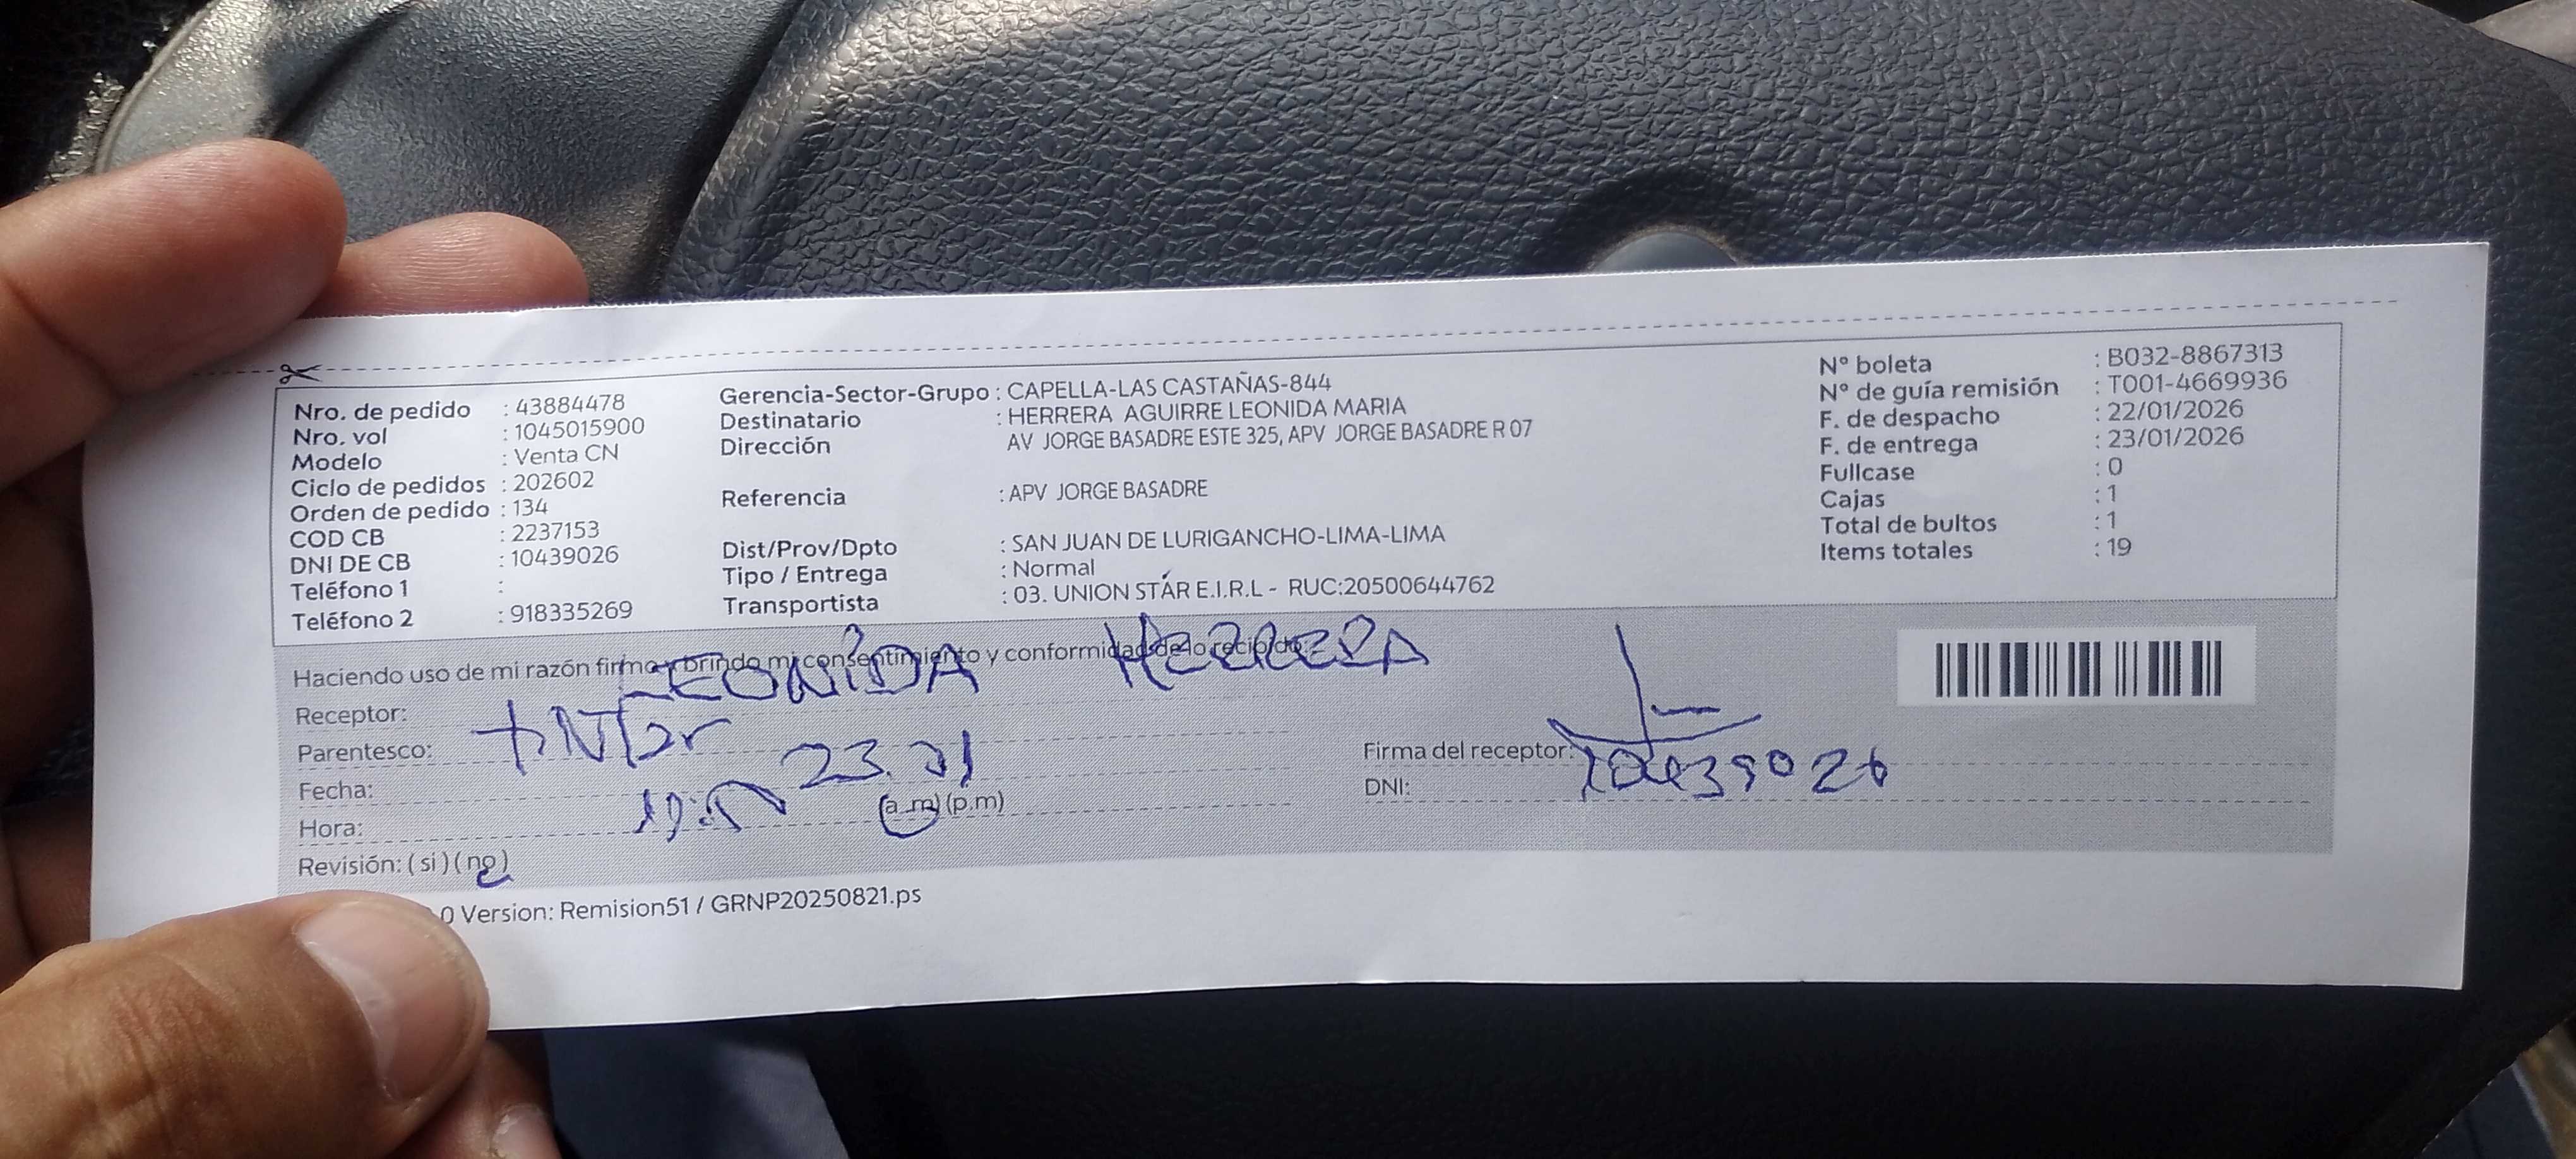 Nro. de pedido : 43884478
Nro. vol : 1045015900
Modelo : Venta CN
Ciclo de pedidos : 202602
Orden de pedido : 134
COD CB : 2237153
DNI DE CB : 10439026
Teléfono 1 :
Teléfono 2 : 918335269
Gerencia-Sector-Grupo : CAPELLA-LAS CASTAÑAS-844
Destinatario : HERRERA AGUIRRE LEONIDA MARIA
Dirección AV JORGE BASADRE ESTE 325, APV JORGE BASADRE R 07
Referencia : APV JORGE BASADRE
Dist/Prov/Dpto : SAN JUAN DE LURIGANCHO-LIMA-LIMA
Tipo / Entrega : Normal
Transportista : 03. UNION STAR E.I.R.L - RUC:20500644762
Nº boleta : B032-8867313
Nº de guía remisión : T001-4669936
F. de despacho : 22/01/2026
F. de entrega : 23/01/2026
Fullcase : 0
Cajas : 1
Total de bultos : 1
Items totales : 19
Haciendo uso de mi razón firmo y brindo mi consentimiento y conformidad de lo recibido:
Receptor: LEONIDA HERRERA
Parentesco:
Fecha: 23.01
Hora: (a.m) (p.m)
Revisión: ( si ) ( no )
Firma del receptor:
DNI: 10439026
0 Version: Remision51 / GRNP20250821.ps